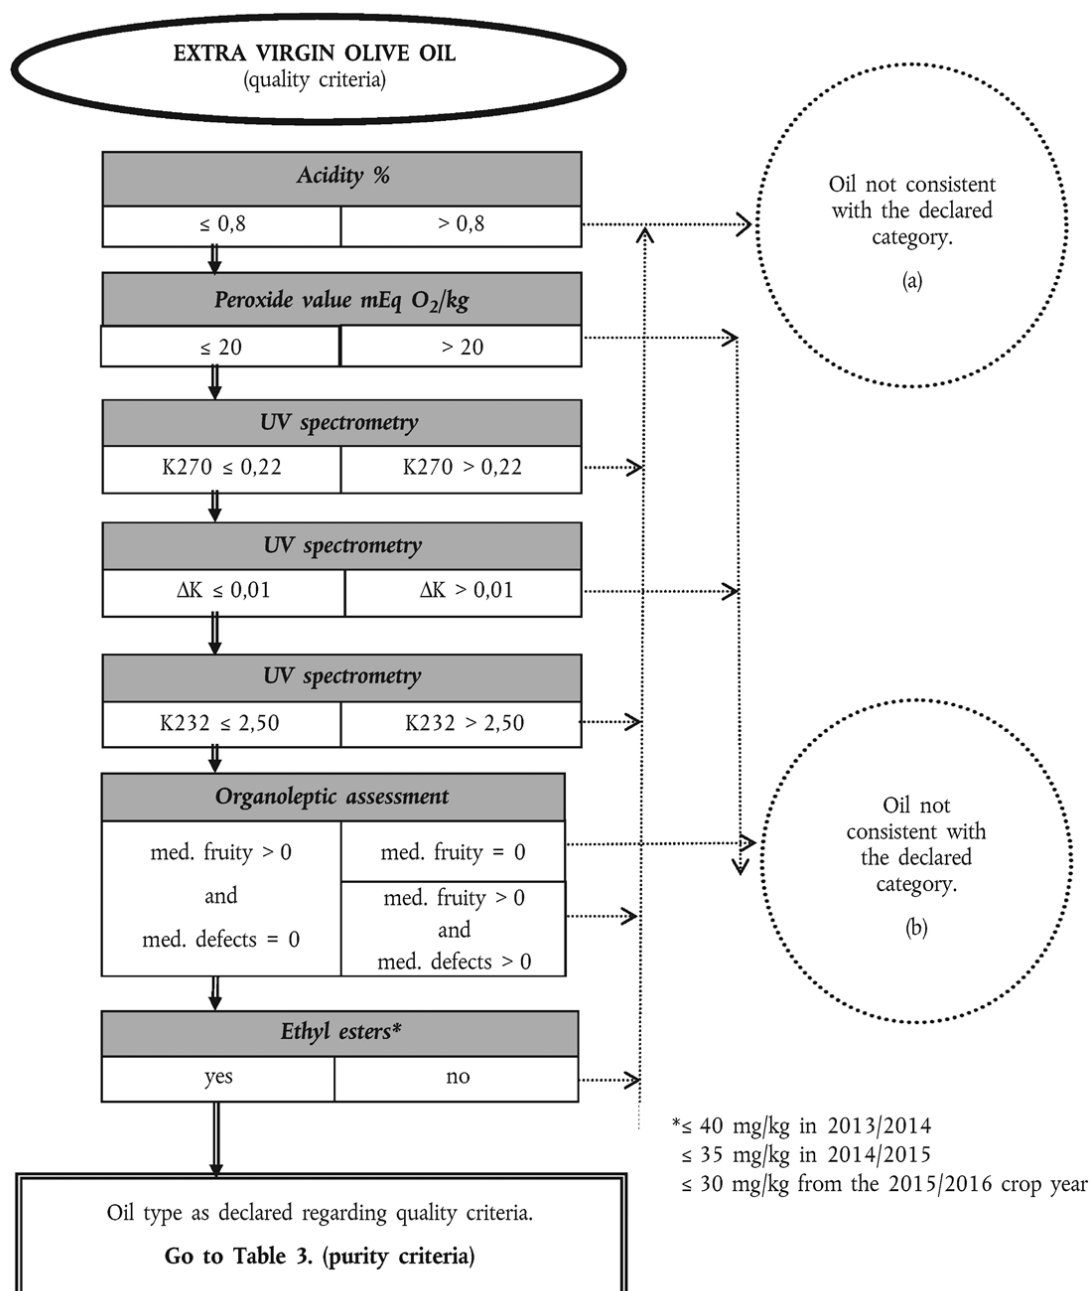 EXTRA VIRGIN OLIVE OIL
(quality criteria)
Acidity %
≤ 0,8
> 0,8
Oil not consistent
with the declared
category.
(a)
Peroxide value mEq O₂/kg
≤ 20
> 20
UV spectrometry
K270 ≤ 0,22
K270 > 0,22
UV spectrometry
ΔK ≤ 0,01
ΔK > 0,01
UV spectrometry
K232 ≤ 2,50
K232 > 2,50
Organoleptic assessment
med. fruity > 0
and
med. defects = 0
med. fruity = 0
med. fruity > 0
and
med. defects > 0
Oil not
consistent with
the declared
category.
(b)
Ethyl esters*
yes
no
*≤ 40 mg/kg in 2013/2014
≤ 35 mg/kg in 2014/2015
≤ 30 mg/kg from the 2015/2016 crop year
Oil type as declared regarding quality criteria.
Go to Table 3. (purity criteria)